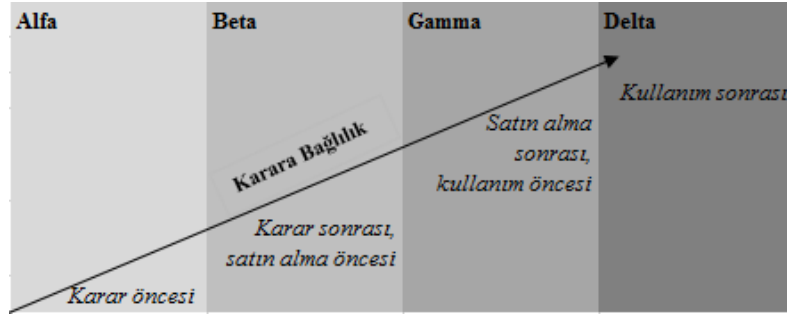 Alfa
Beta
Gamma
Delta
Kullanım sonrası
Satın alma
sonrası,
kullanım öncesi
Karara Bağlılık
Karar sonrası,
satın alma öncesi
Karar öncesi